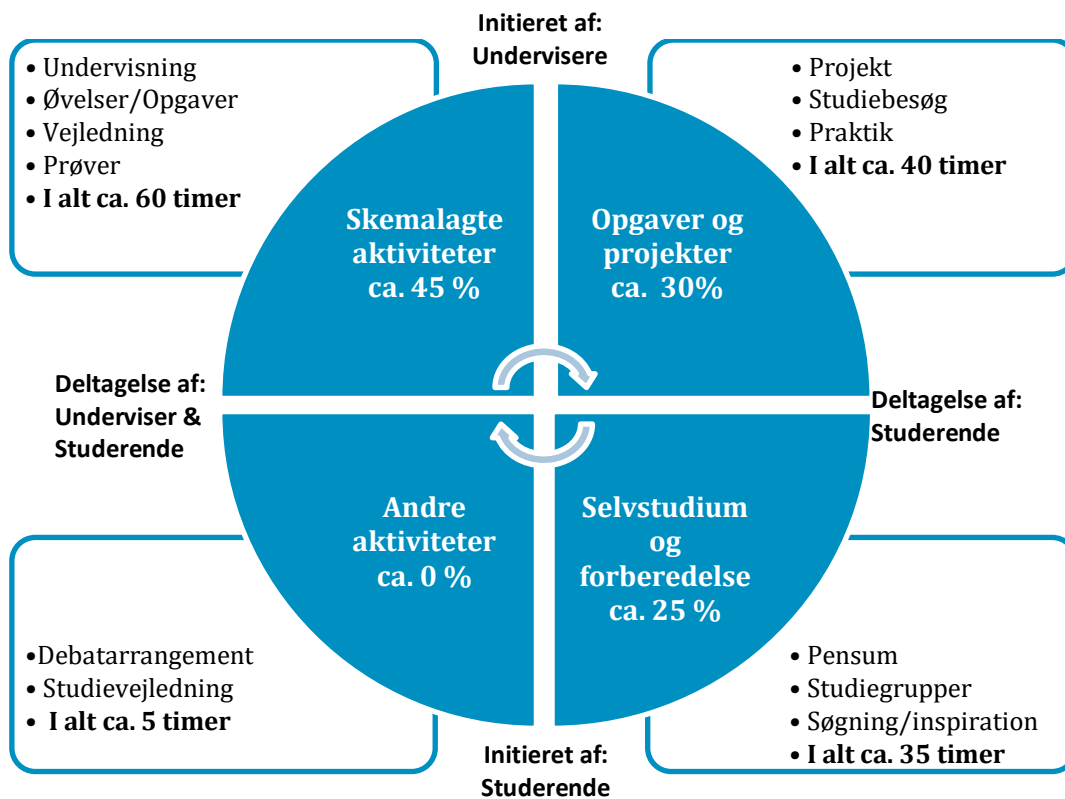 Initieret af:
Undervisere
• Undervisning
• Øvelser/Opgaver
• Vejledning
• Prøver
• I alt ca. 60 timer
• Projekt
• Studiebesøg
• Praktik
• I alt ca. 40 timer
Skemalagte
aktiviteter
ca. 45 %
Opgaver og
projekter
ca. 30%
Deltagelse af:
Underviser &
Studerende
Deltagelse af:
Studerende
Andre
aktiviteter
ca. 0 %
Selvstudium
og
forberedelse
ca. 25 %
•Debatarrangement
• Studievejledning
• I alt ca. 5 timer
• Pensum
• Studiegrupper
• Søgning/inspiration
• I alt ca. 35 timer
Initieret af:
Studerende